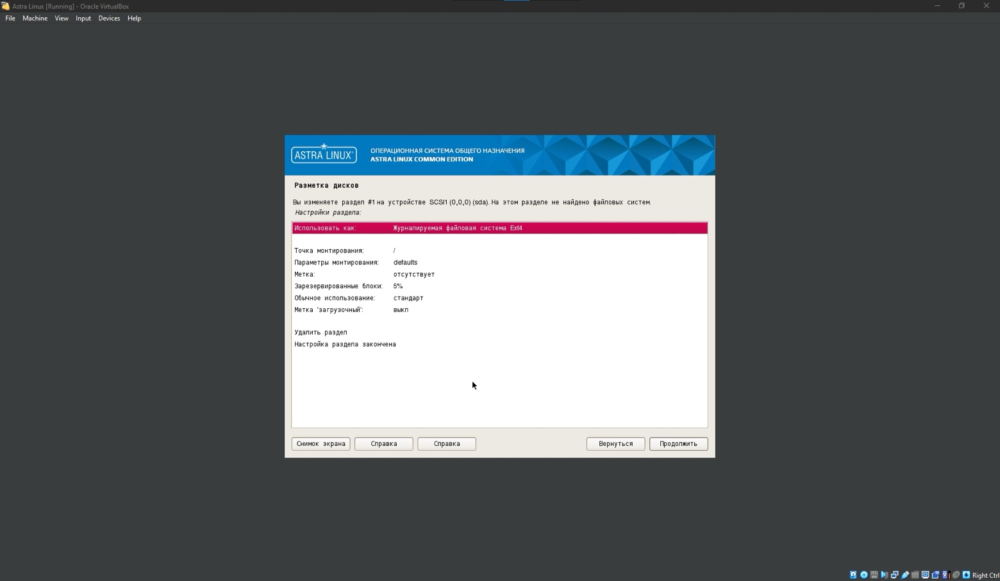 Astra Linux [Running] - Oracle VirtualBox
File Machine View Input Devices Help
ASTRA LINUX®
ОПЕРАЦИОННАЯ СИСТЕМА ОБЩЕГО НАЗНАЧЕНИЯ
ASTRA LINUX COMMON EDITION
Разметка дисков
Вы изменяете раздел #1 на устройстве SCSI1 (0,0,0) (sda). На этом разделе не найдено файловых систем.
Настройки раздела:
Использовать как: Журналируемая файловая система Ext4
Точка монтирования: /
Параметры монтирования: defaults
Метка: отсутствует
Зарезервированные блоки: 5%
Обычное использование: стандарт
Метка 'загрузочный': выкл
Удалить раздел
Настройка раздела закончена
Снимок экрана Справка Справка Вернуться Продолжить
Right Ctrl